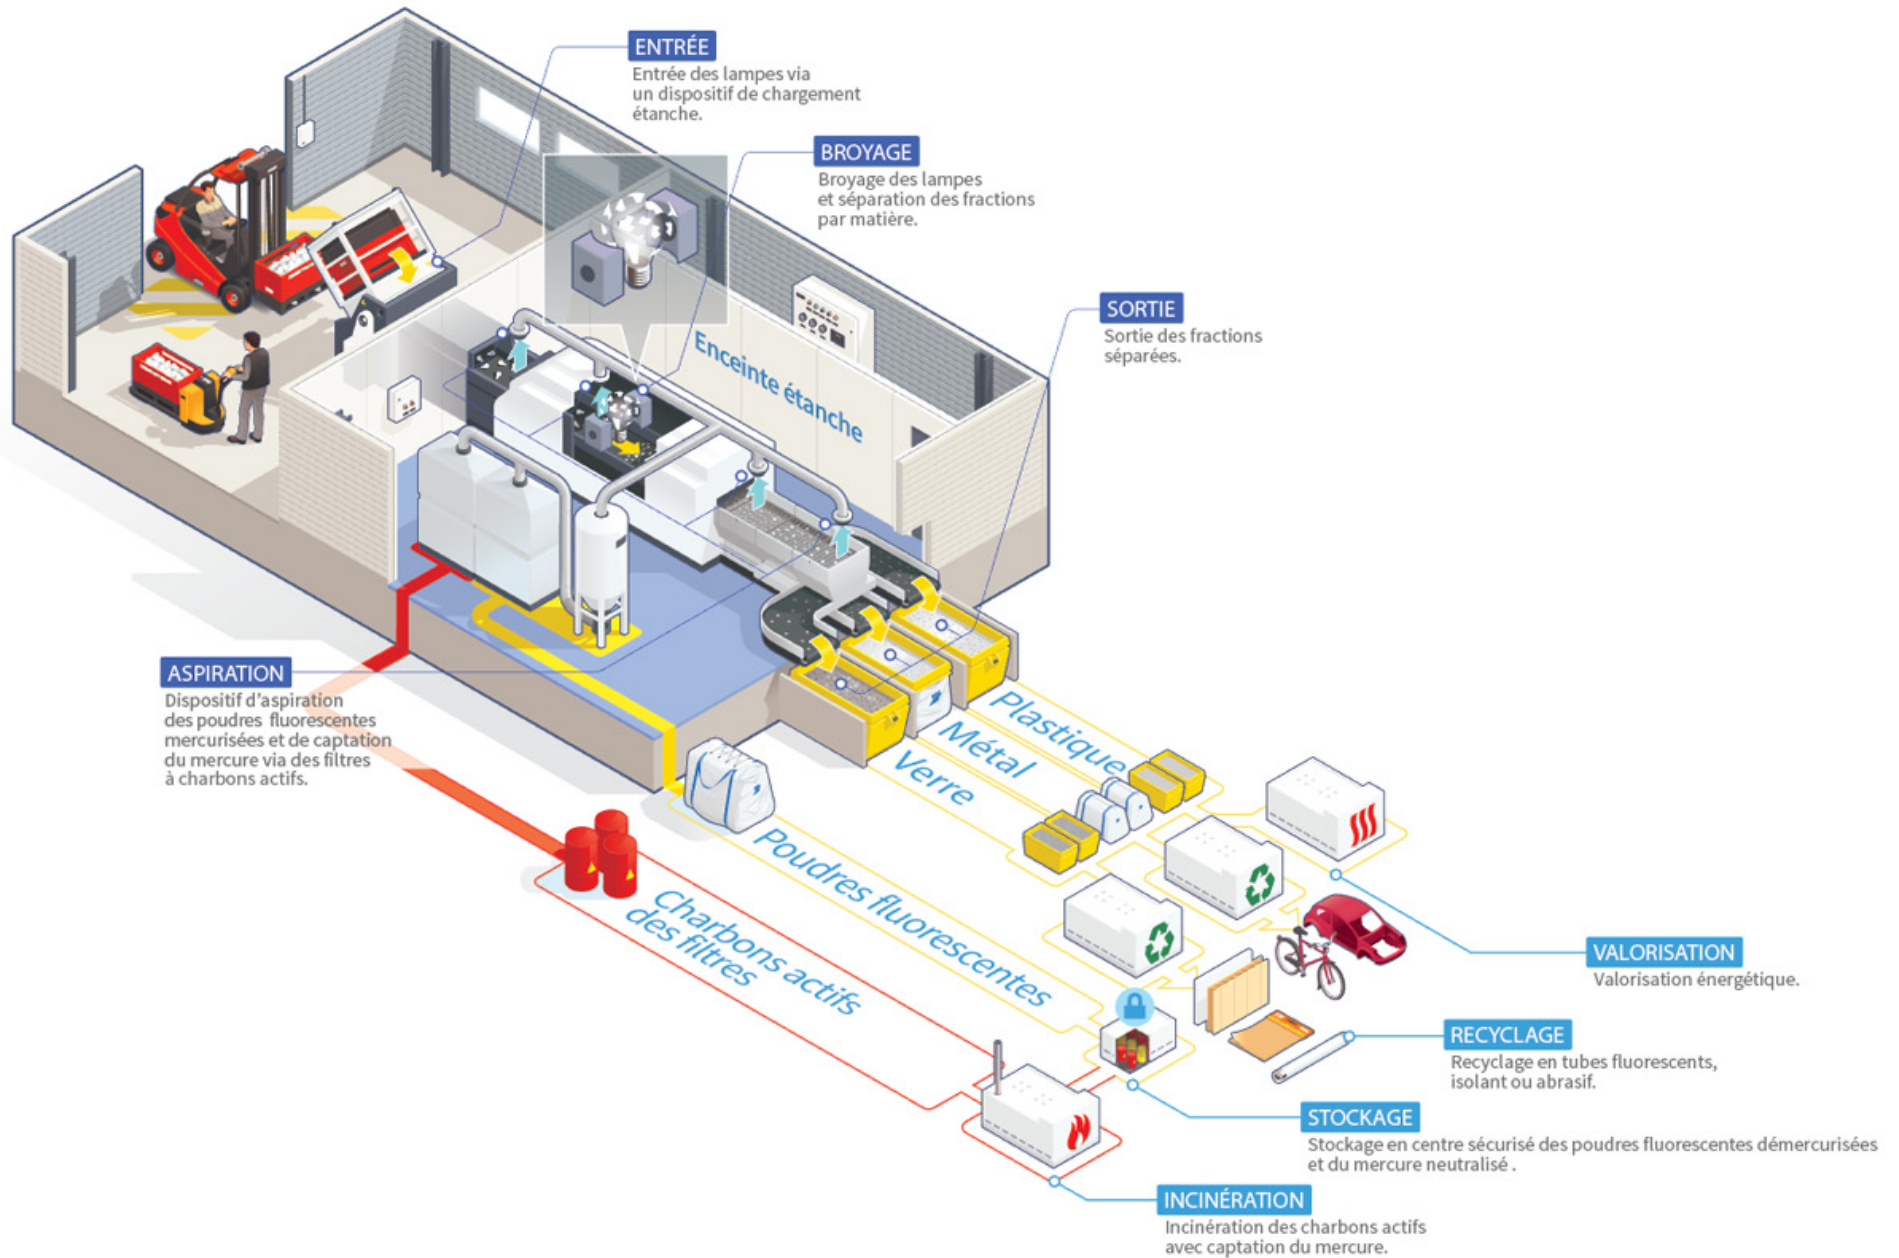 ENTRÉE
Entrée des lampes via
un dispositif de chargement
étanche.
BROYAGE
Broyage des lampes
et séparation des fractions
par matière.
SORTIE
Sortie des fractions
séparées.
Enceinte étanche
ASPIRATION
Dispositif d'aspiration
des poudres fluorescentes
mercurisées et de captation
du mercure via des filtres
à charbons actifs.
Plastique
Métal
Verre
Poudres fluorescentes
Charbons actifs
des filtres
VALORISATION
Valorisation énergétique.
RECYCLAGE
Recyclage en tubes fluorescents,
isolant ou abrasif.
STOCKAGE
Stockage en centre sécurisé des poudres fluorescentes démercurisées
et du mercure neutralisé .
INCINÉRATION
Incinération des charbons actifs
avec captation du mercure.